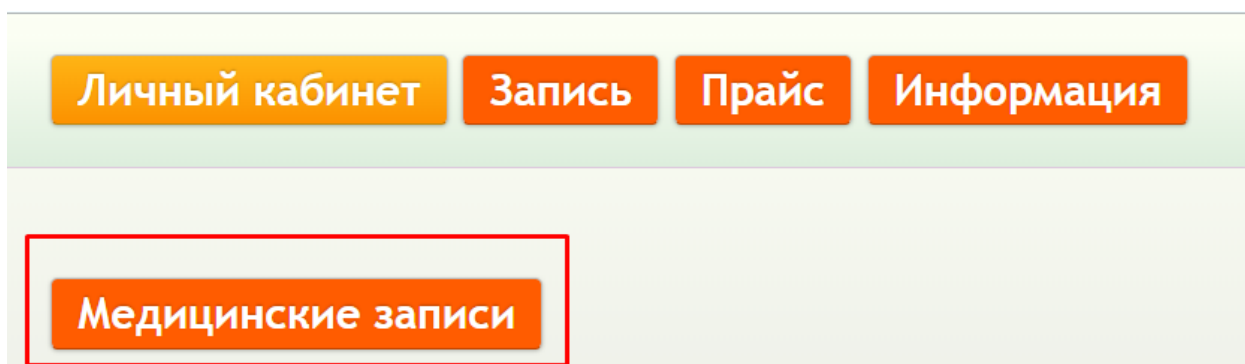 Личный кабинет Запись Прайс Информация
Медицинские записи